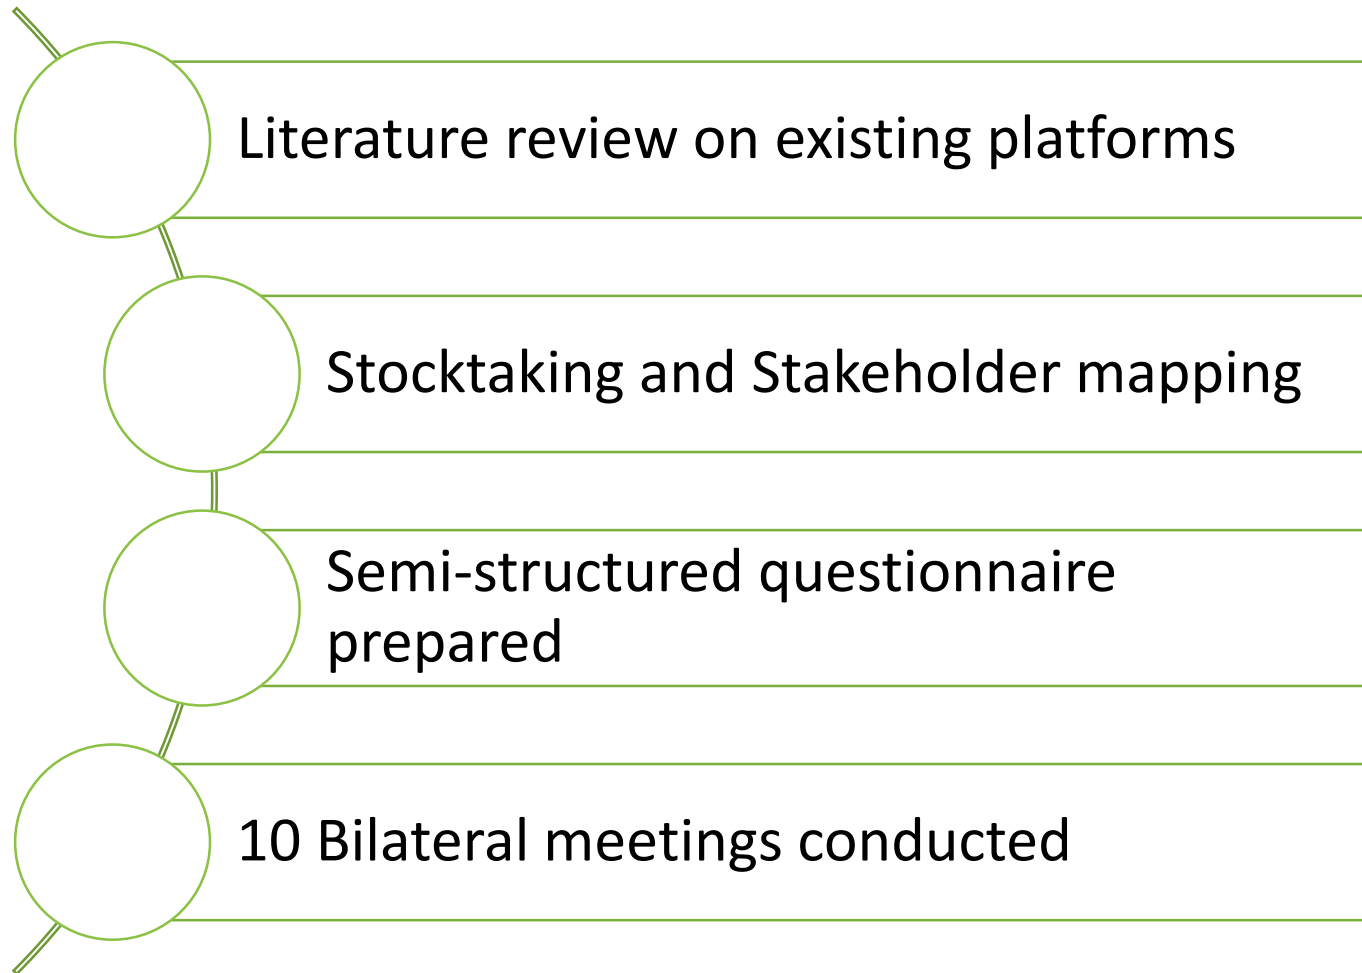 Literature review on existing platforms
Stocktaking and Stakeholder mapping
Semi-structured questionnaire
prepared
10 Bilateral meetings conducted